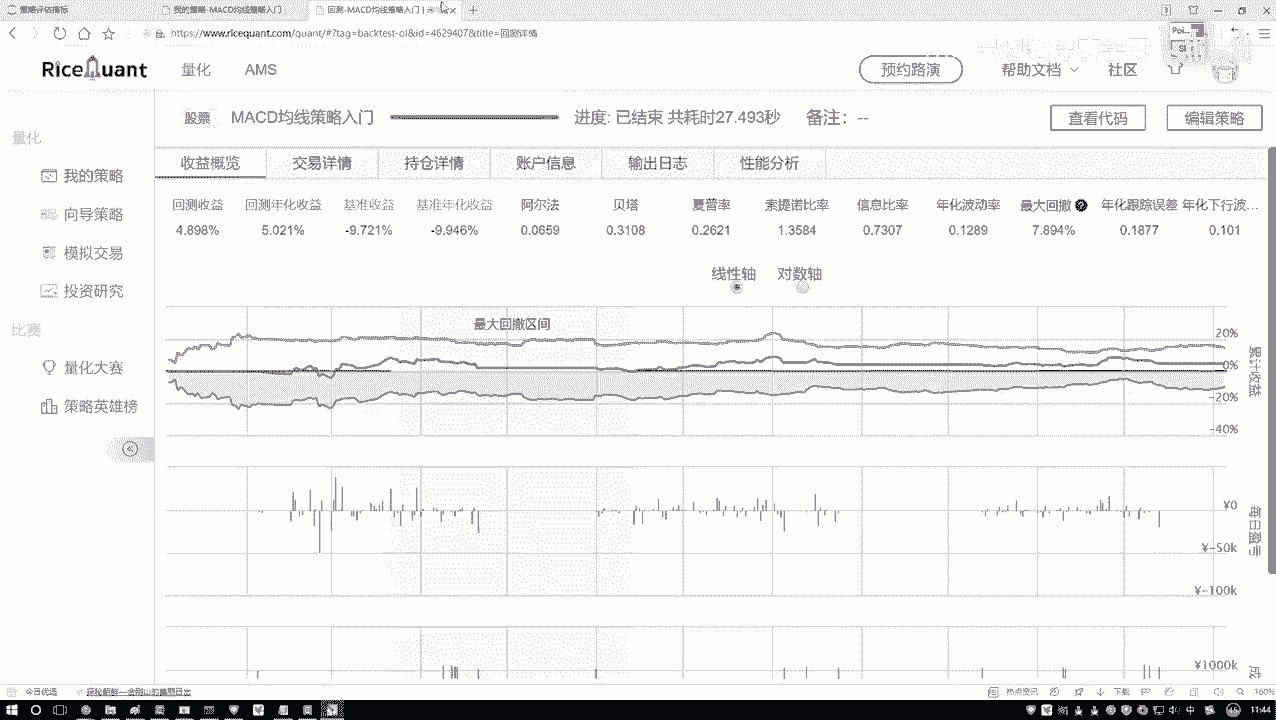 策略评估指标 我的策略-MACD均线策略入门 回测-MACD均线策略入门
https://www.ricequant.com/quant/#?tag=backtest-ol&id=4629407&title=回测详情
RiceQuant 量化 AMS 预约路演 帮助文档 社区
股票 MACD均线策略入门 进度: 已结束 共耗时27.493秒 备注: -- 查看代码 编辑策略
量化
我的策略
向导策略
模拟交易
投资研究
比赛
量化大赛
策略英雄榜
收益概览 交易详情 持仓详情 账户信息 输出日志 性能分析
回测收益 回测年化收益 基准收益 基准年化收益 阿尔法 贝塔 夏普率 索提诺比率 信息比率 年化波动率 最大回撤 年化跟踪误差 年化下行波...
4.898% 5.021% -9.721% -9.946% 0.0659 0.3108 0.2621 1.3584 0.7307 0.1289 7.894% 0.1877 0.101
线性轴 对数轴
最大回撤区间
20%
0%
-20%
-40%
累计收益
¥0
¥-50k
¥-100k
每日盈亏
¥1000k
成
今日优选 热点资讯 下载 160%
中 11:44